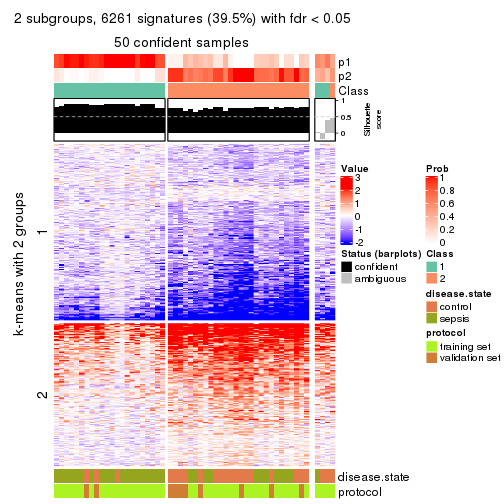 2 subgroups, 6261 signatures (39.5%) with fdr < 0.05
50 confident samples
p1
p2
Class
1
0.5
0
Silhouette
score
k-means with 2 groups
1
2
disease.state
protocol
Value
3
2
1
0
-1
-2
Prob
1
0.8
0.6
0.4
0.2
0
Status (barplots)
confident
ambiguous
Class
1
2
disease.state
control
sepsis
protocol
training set
validation set